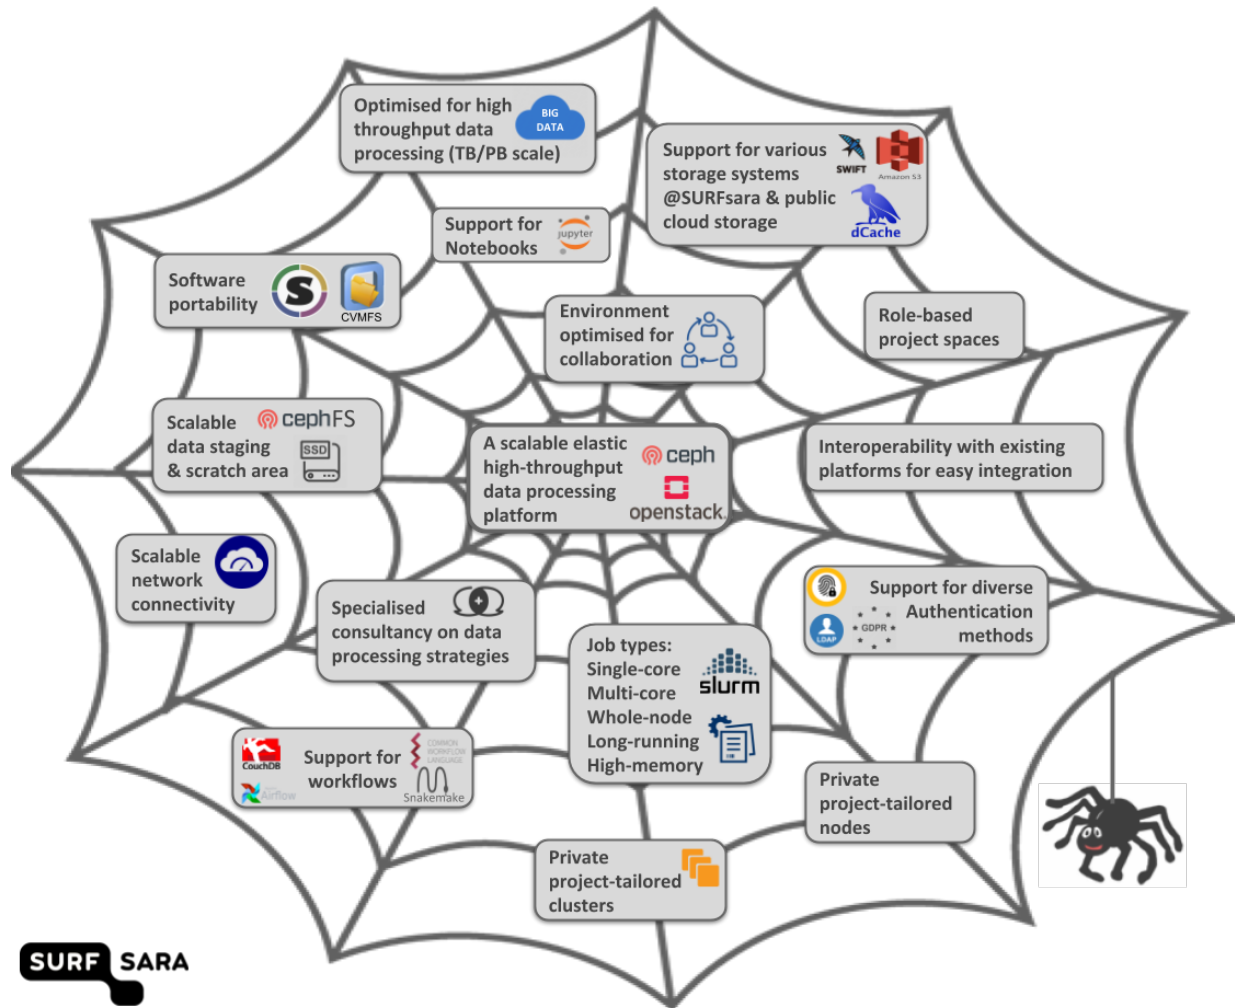 Optimised for high
throughput data
processing (TB/PB scale)
BIG
DATA
Support for various
storage systems
@SURFsara & public
cloud storage
SWIFT
Amazon S3
dCache
Support for
Notebooks
jupyter
Software
portability
S
CVMFS
Environment
optimised for
collaboration
Role-based
project spaces
Scalable
data staging
& scratch area
cephFS
SSD
A scalable elastic
high-throughput
data processing
platform
ceph
openstack.
Interoperability with existing
platforms for easy integration
Scalable
network
connectivity
Specialised
consultancy on data
processing strategies
Job types:
Single-core
Multi-core
Whole-node
Long-running
High-memory
slurm
Support for diverse
Authentication
methods
LDAP
GDPR
Support for
workflows
CouchDB
Airflow
COMMON
WORKFLOW
LANGUAGE
Snakemake
Private
project-tailored
nodes
Private
project-tailored
clusters
SURF SARA